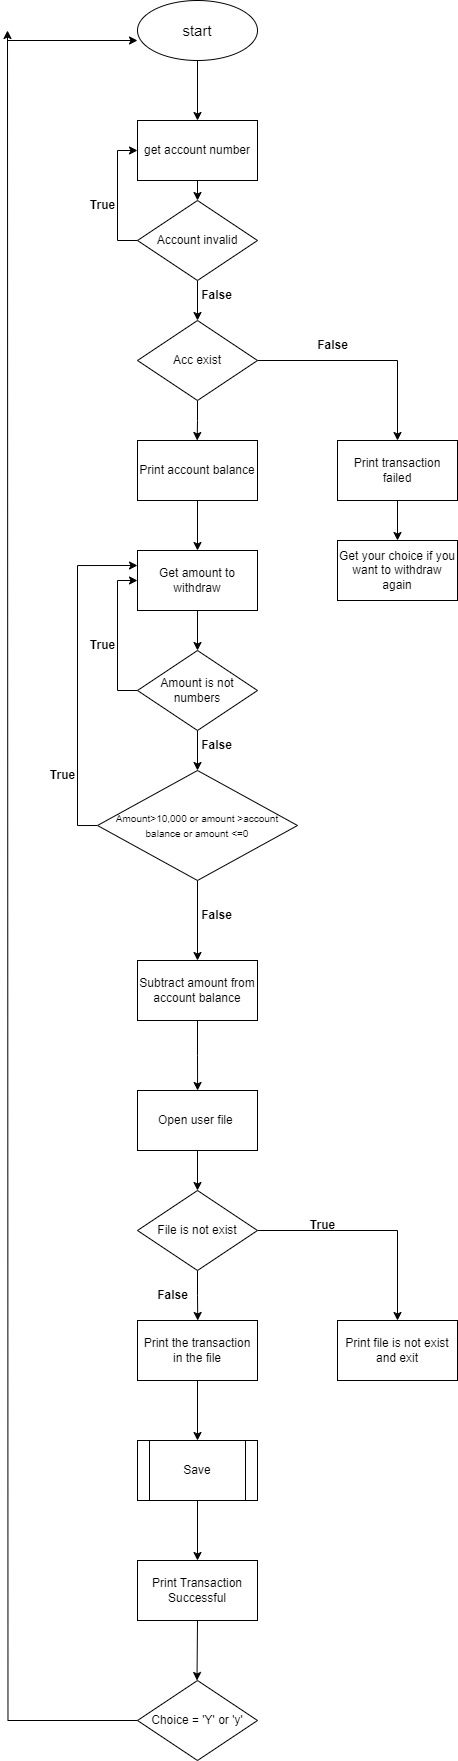 start
get account number
True
Account invalid
False
False
Acc exist
Print account balance
Print transaction
failed
Get your choice if you
want to withdraw
again
Get amount to
withdraw
True
Amount is not
numbers
False
True
Amount>10,000 or amount >account
balance or amount <=0
False
Subtract amount from
account balance
Open user file
File is not exist
True
False
Print the transaction
in the file
Print file is not exist
and exit
Save
Print Transaction
Successful
Choice = 'Y' or 'y'